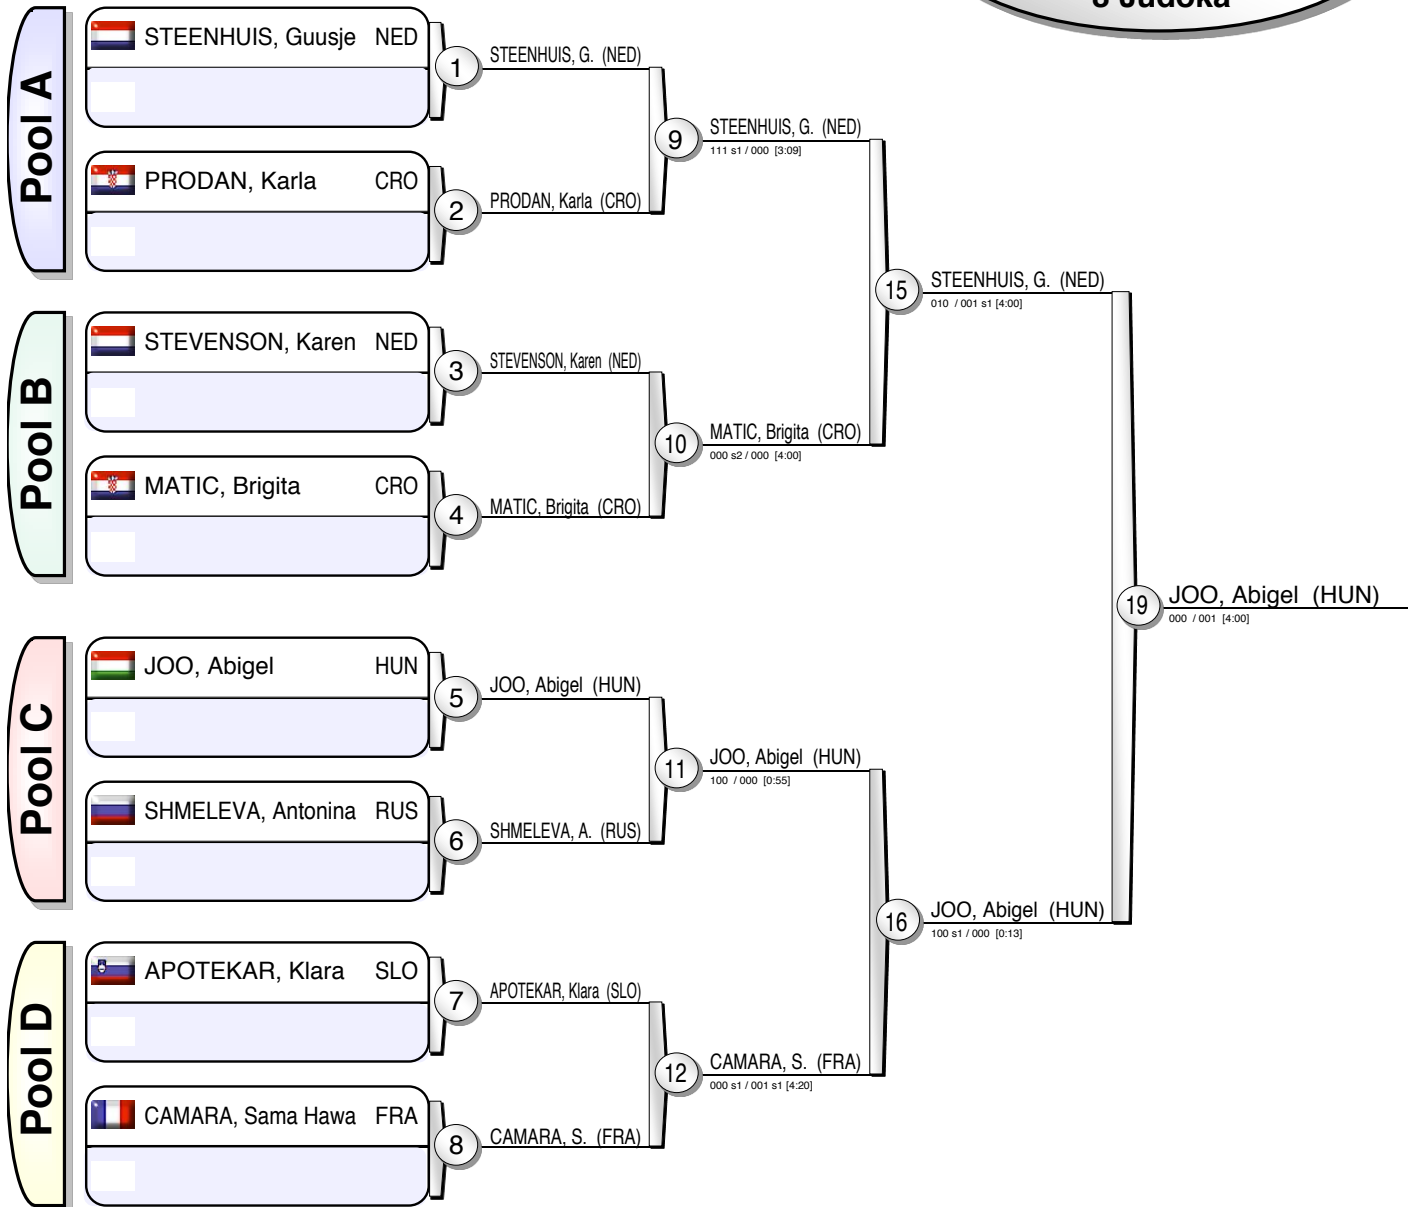 8 Judoka
Pool A
STEENHUIS, Guusje NED
1
STEENHUIS, G. (NED)
PRODAN, Karla CRO
2
PRODAN, Karla (CRO)
9
STEENHUIS, G. (NED)
111 s1 / 000 [3:09]
Pool B
STEVENSON, Karen NED
3
STEVENSON, Karen (NED)
MATIC, Brigita CRO
4
MATIC, Brigita (CRO)
10
MATIC, Brigita (CRO)
000 s2 / 000 [4:00]
15
STEENHUIS, G. (NED)
010 / 001 s1 [4:00]
Pool C
JOO, Abigel HUN
5
JOO, Abigel (HUN)
SHMELEVA, Antonina RUS
6
SHMELEVA, A. (RUS)
11
JOO, Abigel (HUN)
100 / 000 [0:55]
Pool D
APOTEKAR, Klara SLO
7
APOTEKAR, Klara (SLO)
CAMARA, Sama Hawa FRA
8
CAMARA, S. (FRA)
12
CAMARA, S. (FRA)
000 s1 / 001 s1 [4:20]
16
JOO, Abigel (HUN)
100 s1 / 000 [0:13]
19
JOO, Abigel (HUN)
000 / 001 [4:00]